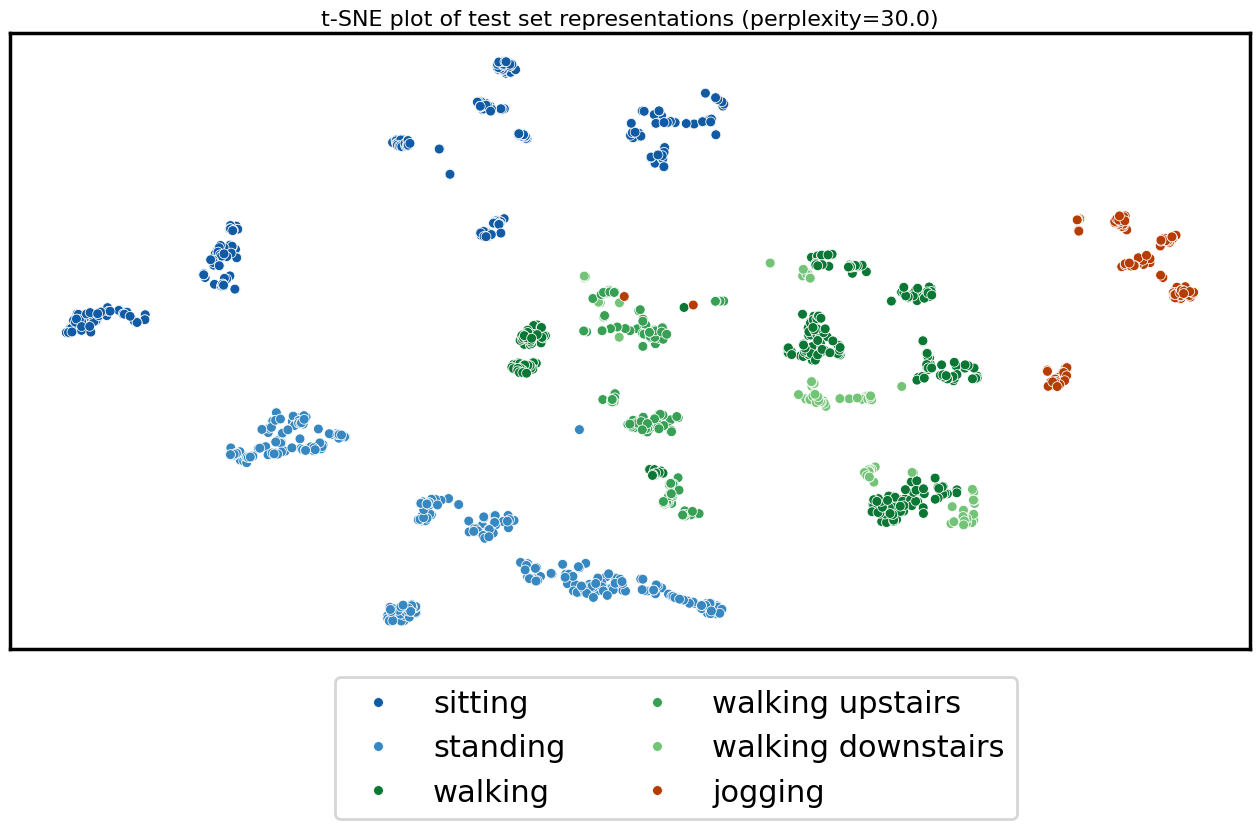 t-SNE plot of test set representations (perplexity=30.0)
sitting
standing
walking
walking upstairs
walking downstairs
jogging